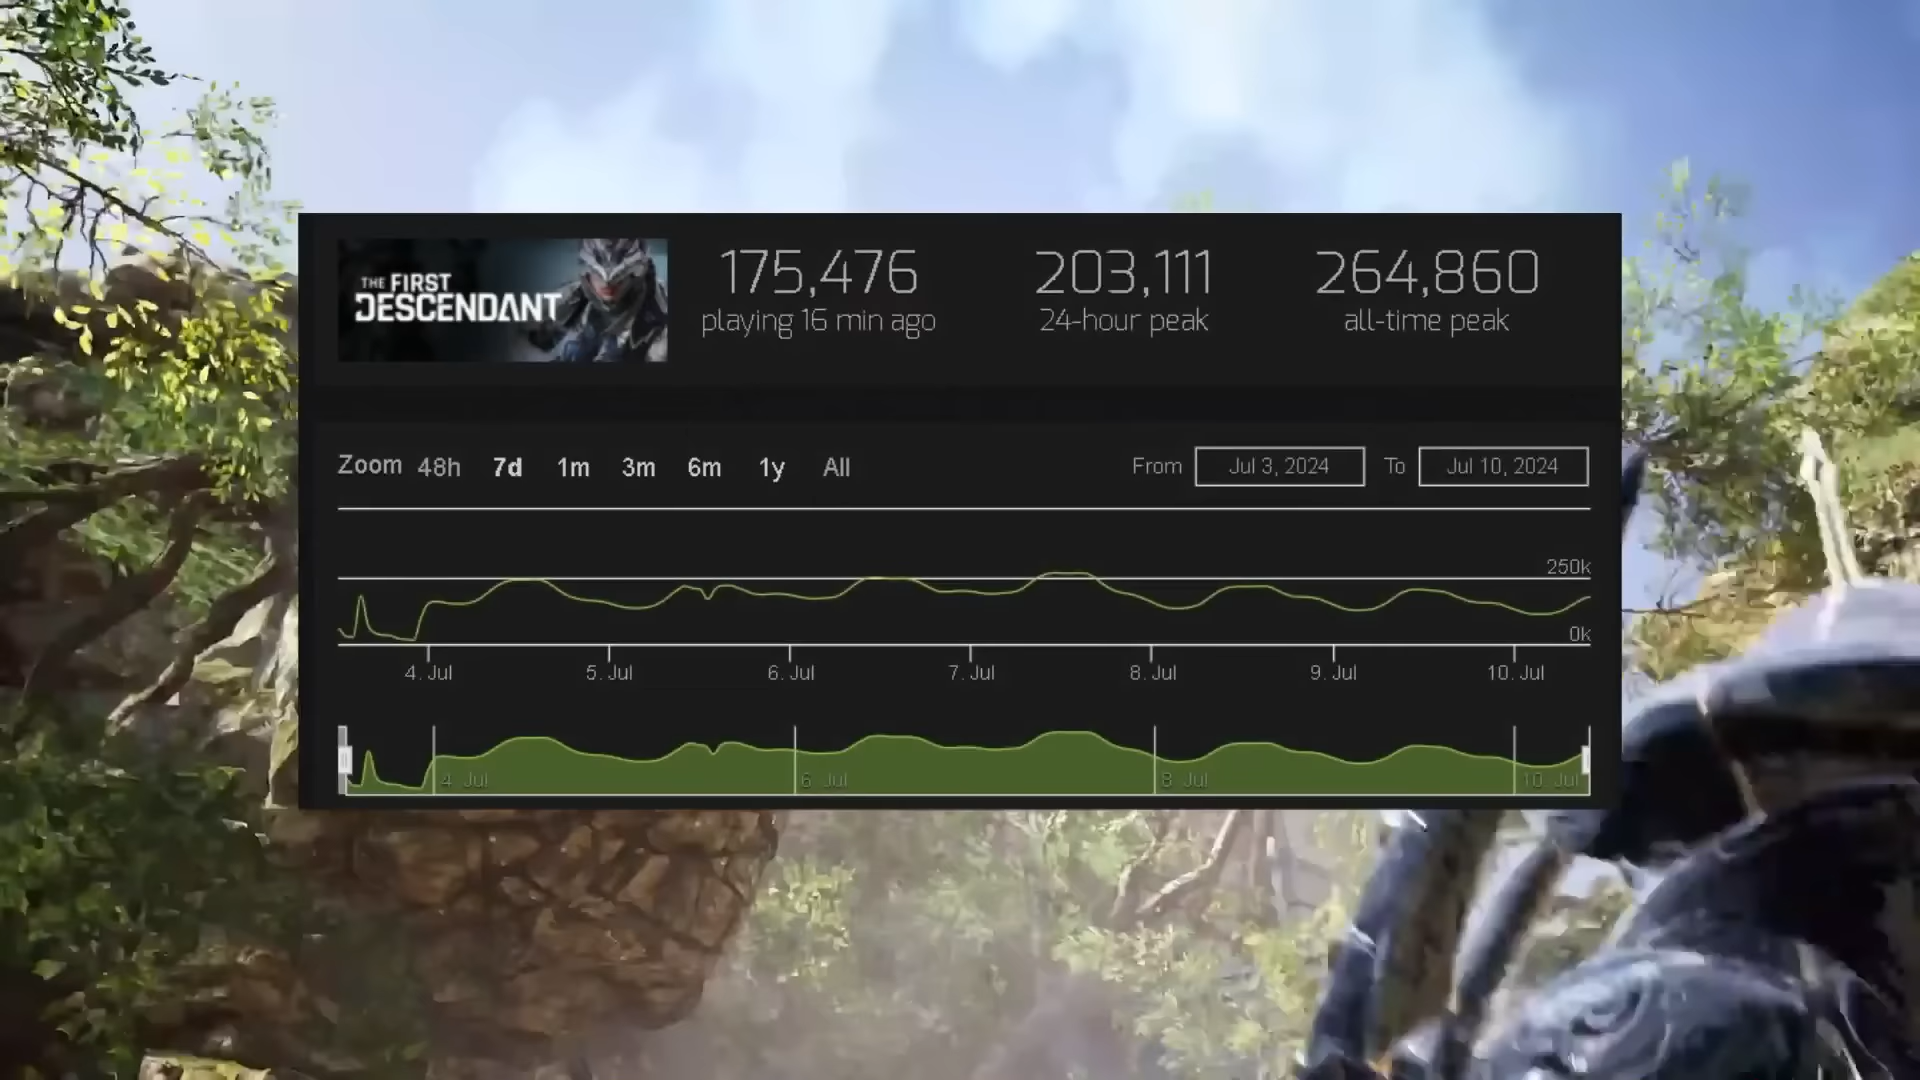 THE FIRST
DESCENDANT
175,476
playing 16 min ago
203,111
24-hour peak
264,860
all-time peak
Zoom 48h 7d 1m 3m 6m 1y All
From Jul 3, 2024 To Jul 10, 2024
250k
0k
4. Jul 5. Jul 6. Jul 7. Jul 8. Jul 9. Jul 10. Jul
4. Jul 6. Jul 8. Jul 10. Jul